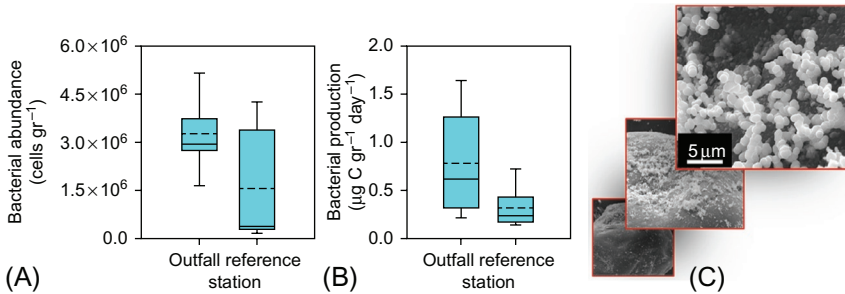 Bacterial abundance
(cells gr⁻¹)
6.0×10⁶
4.5×10⁶
3.0×10⁶
1.5×10⁶
0.0
Outfall reference
station
(A)
Bacterial production
(μg C gr⁻¹ day⁻¹)
2.0
1.5
1.0
0.5
0.0
Outfall reference
station
(B)
5 μm
(C)